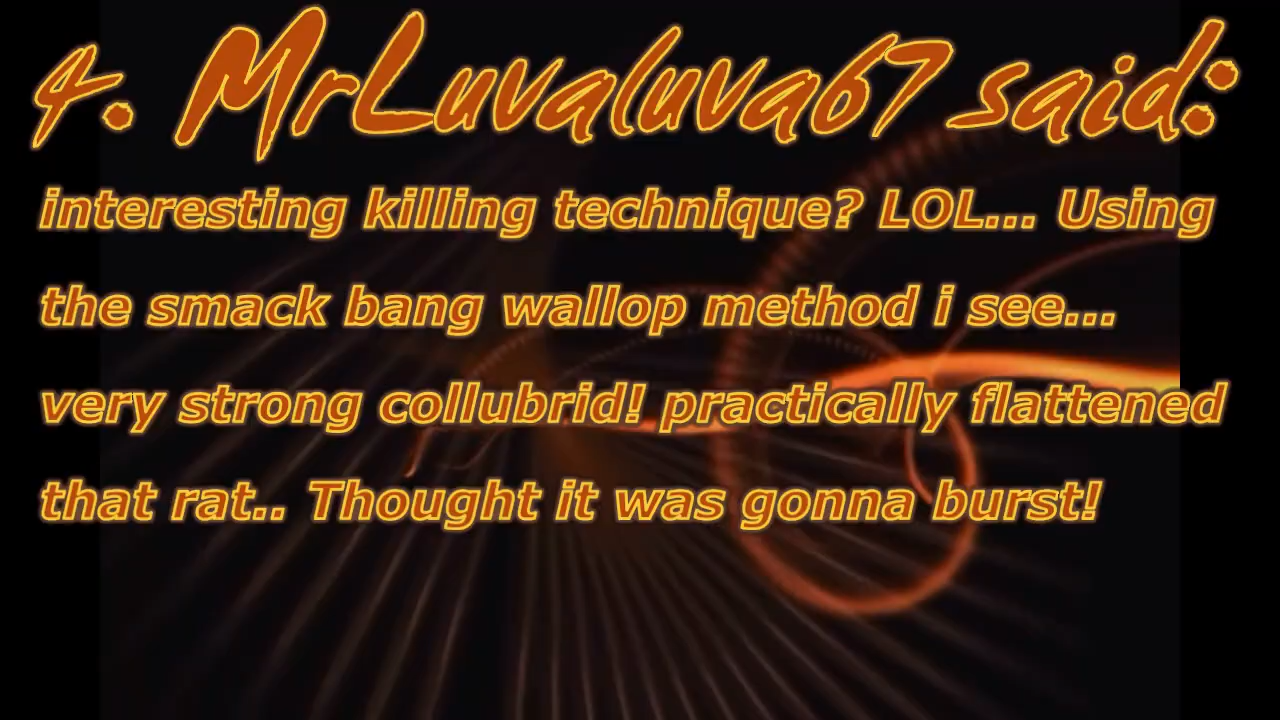 4. MrLuvaluva67 said:
interesting killing technique? LOL... Using
the smack bang wallop method i see...
very strong collubrid! practically flattened
that rat.. Thought it was gonna burst!